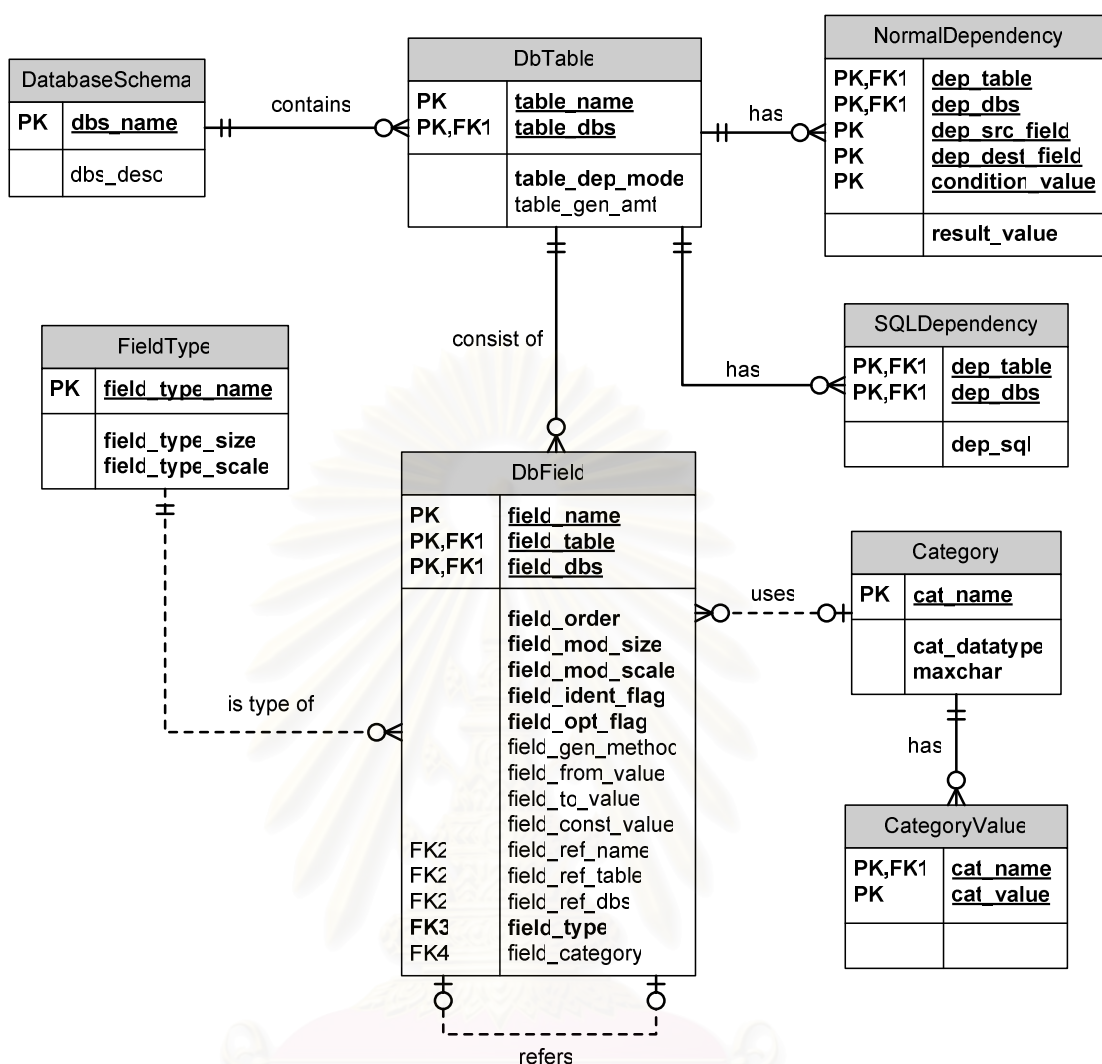 DatabaseSchema
PK dbs_name
dbs_desc
contains
DbTable
PK table_name
PK,FK1 table_dbs
table_dep_mode
table_gen_amt
has
NormalDependency
PK,FK1 dep_table
PK,FK1 dep_dbs
PK dep_src_field
PK dep_dest_field
PK condition_value
result_value
has
SQLDependency
PK,FK1 dep_table
PK,FK1 dep_dbs
dep_sql
consist of
FieldType
PK field_type_name
field_type_size
field_type_scale
is type of
DbField
PK field_name
PK,FK1 field_table
PK,FK1 field_dbs
field_order
field_mod_size
field_mod_scale
field_ident_flag
field_opt_flag
field_gen_method
field_from_value
field_to_value
field_const_value
FK2 field_ref_name
FK2 field_ref_table
FK2 field_ref_dbs
FK3 field_type
FK4 field_category
refers
uses
Category
PK cat_name
cat_datatype
maxchar
has
CategoryValue
PK,FK1 cat_name
PK cat_value